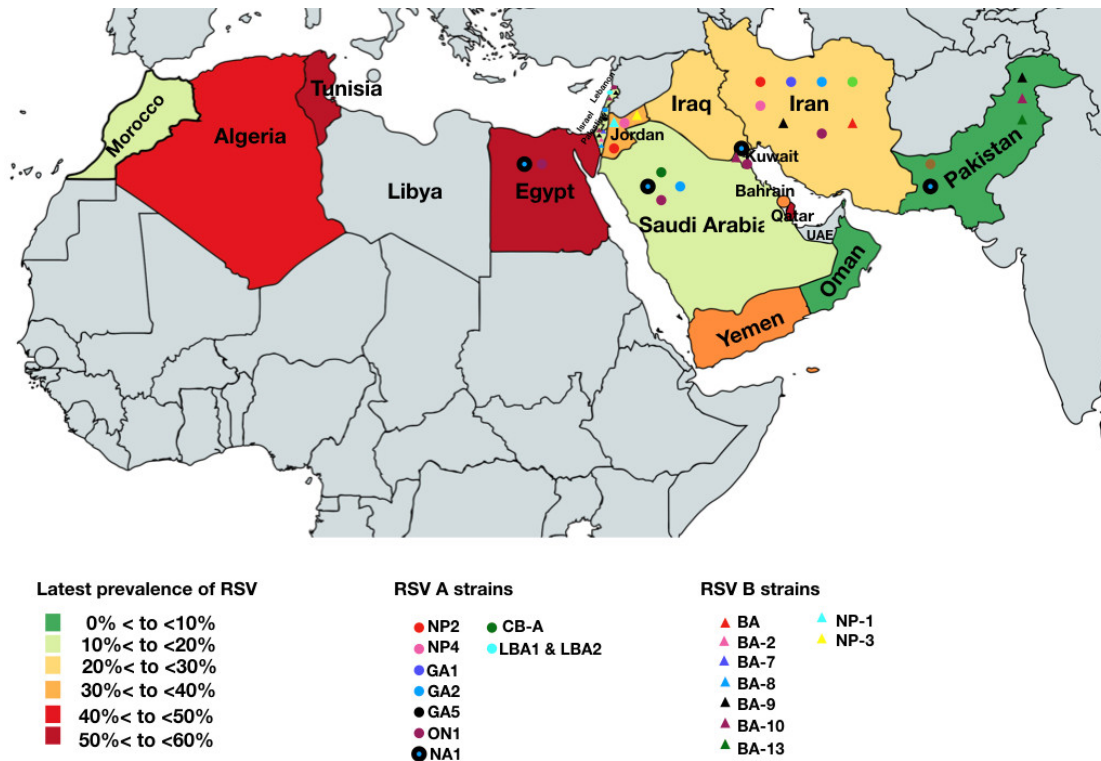 Tunisia
Morocco
Algeria
Libya
Egypt
Lebanon
Israel
Jordan
Iraq
Iran
Kuwait
Pakistan
Bahrain
Qatar
Saudi Arabia
UAE
Oman
Yemen
Latest prevalence of RSV
0% < to <10%
10%< to <20%
20%< to <30%
30%< to <40%
40%< to <50%
50%< to <60%
RSV A strains
NP2
NP4
GA1
GA2
GA5
ON1
NA1
CB-A
LBA1 & LBA2
RSV B strains
BA
BA-2
BA-7
BA-8
BA-9
BA-10
BA-13
NP-1
NP-3